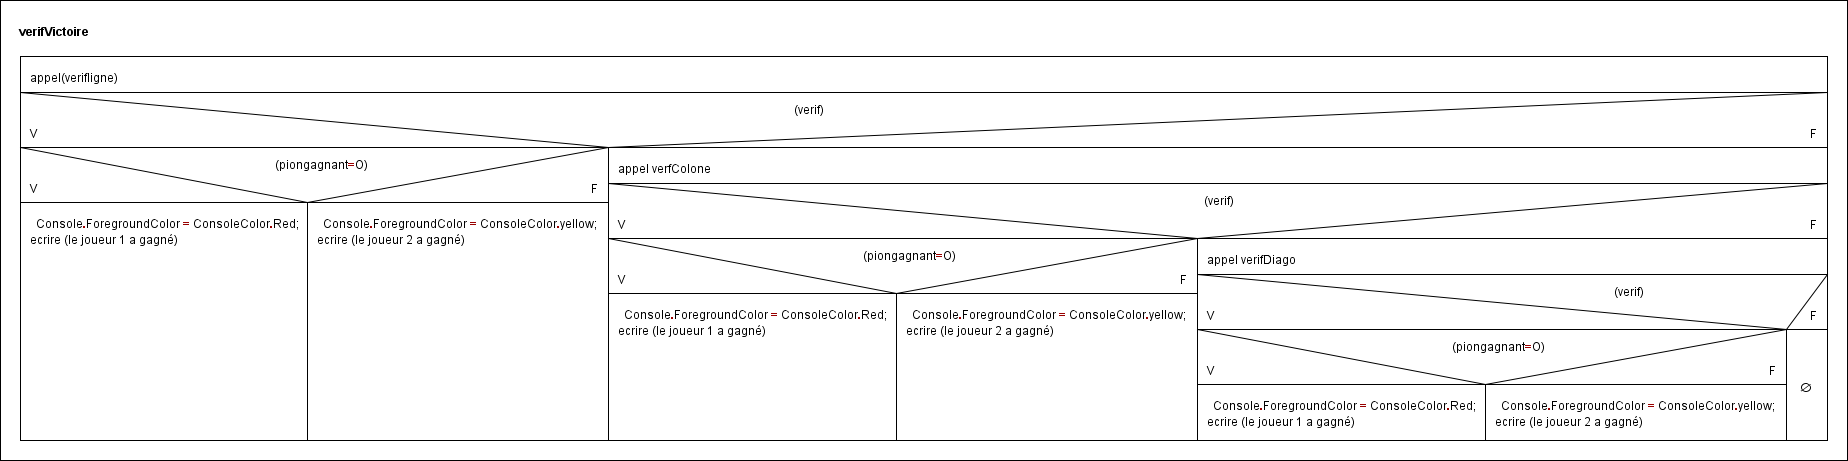 verifVictoire
appel(verifligne)
(verif)
V
F
(piongagnant=O)
V
F
Console.ForegroundColor = ConsoleColor.Red;
ecrire (le joueur 1 a gagné)
Console.ForegroundColor = ConsoleColor.yellow;
ecrire (le joueur 2 a gagné)
appel verfColone
(verif)
V
F
(piongagnant=O)
V
F
Console.ForegroundColor = ConsoleColor.Red;
ecrire (le joueur 1 a gagné)
Console.ForegroundColor = ConsoleColor.yellow;
ecrire (le joueur 2 a gagné)
appel verifDiago
(verif)
V
F
(piongagnant=O)
V
F
Console.ForegroundColor = ConsoleColor.Red;
ecrire (le joueur 1 a gagné)
Console.ForegroundColor = ConsoleColor.yellow;
ecrire (le joueur 2 a gagné)
∅